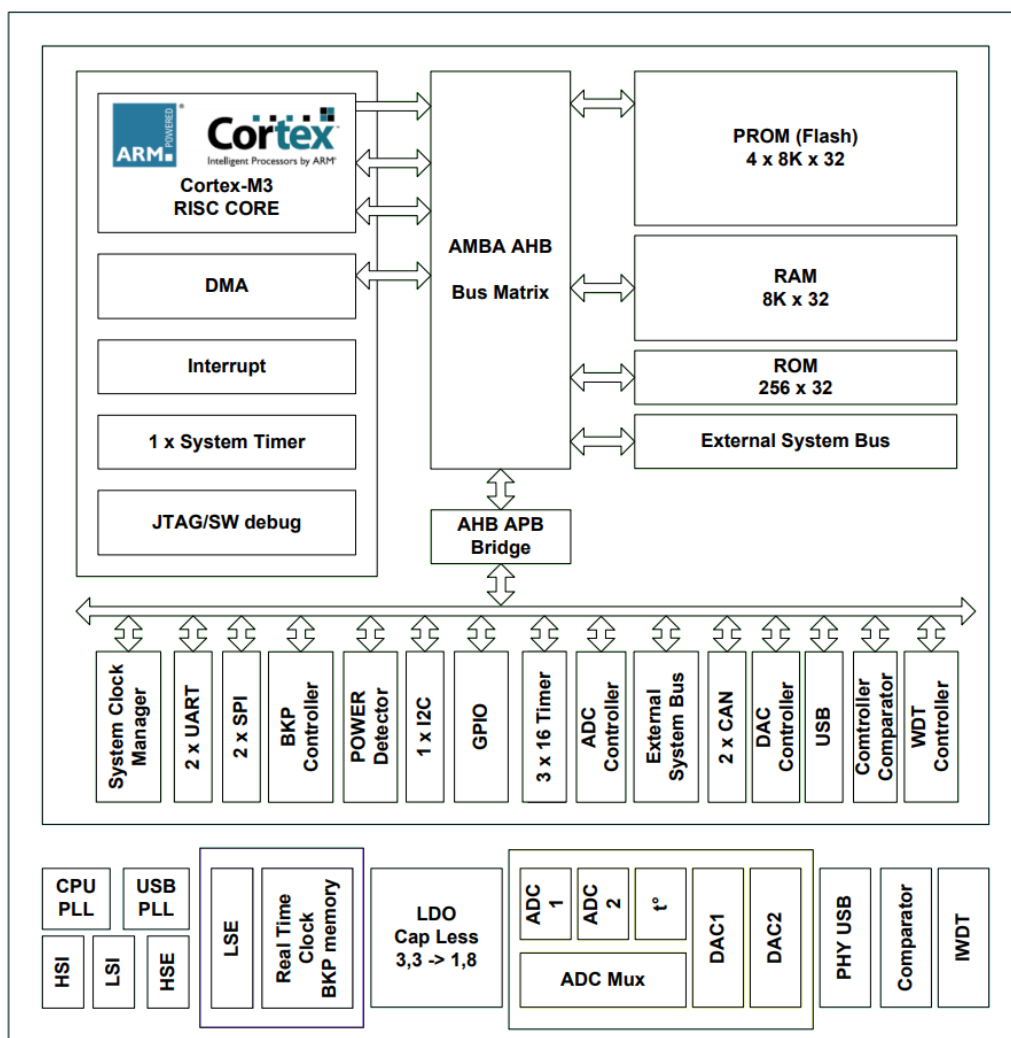 ARM
POWERED
®
Cortex
™
Intelligent Processors by ARM®
Cortex-M3
RISC CORE
DMA
Interrupt
1 x System Timer
JTAG/SW debug
AMBA AHB
Bus Matrix
PROM (Flash)
4 x 8K x 32
RAM
8K x 32
ROM
256 x 32
External System Bus
AHB APB
Bridge
System Clock
Manager
2 x UART
2 x SPI
BKP
Controller
POWER
Detector
1 x I2C
GPIO
3 x 16 Timer
ADC
Controller
External
System Bus
2 x CAN
DAC
Controller
USB
Comtroller
Comparator
WDT
Controller
CPU
PLL
USB
PLL
HSI
LSI
HSE
LSE
Real Time
Clock
BKP memory
LDO
Cap Less
3,3 -> 1,8
ADC
1
ADC
2
t°
ADC Mux
DAC1
DAC2
PHY USB
Comparator
IWDT